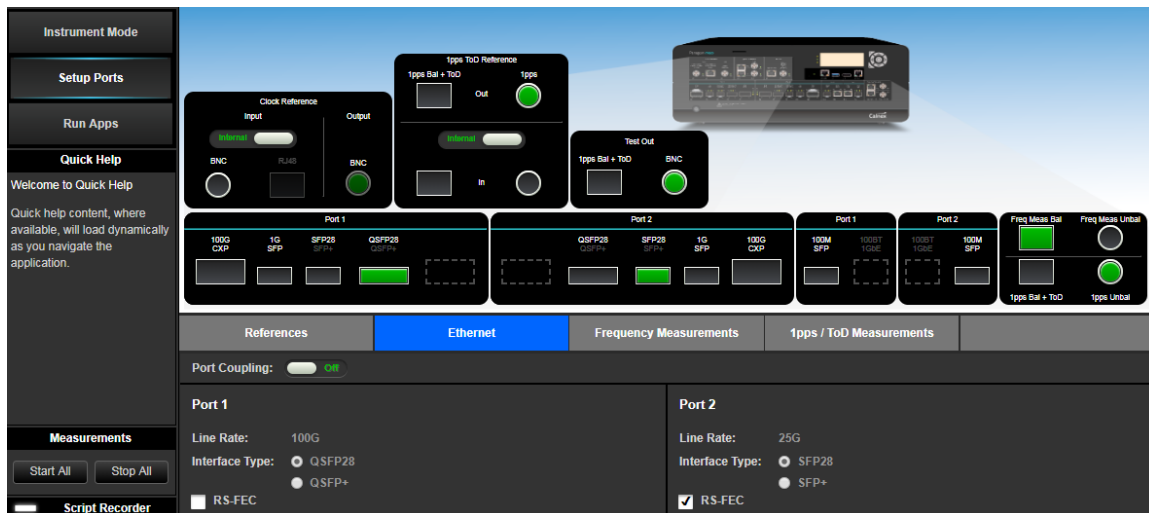 Instrument Mode
Setup Ports
Run Apps
Quick Help
Welcome to Quick Help
Quick help content, where
available, will load dynamically
as you navigate the
application.
Measurements
Start All Stop All
Script Recorder
Clock Reference
Input Output
Internal
BNC RJ45 BNC
1pps ToD Reference
1pps Bal + ToD 1pps
Out
Internal
In
Test Out
1pps Bal + ToD BNC
Calnex
Port 1
100G CXP
1G SFP
SFP28 SFP+
QSFP28 QSFP+
Port 2
QSFP28 QSFP+
SFP28 SFP+
1G SFP
100G CXP
Port 1
100M SFP
100BT 1GbE
Port 2
100BT 1GbE
100M SFP
Freq Meas Bal Freq Meas Unbal
1pps Bal + ToD 1pps Unbal
References Ethernet Frequency Measurements 1pps / ToD Measurements
Port Coupling: Off
Port 1
Line Rate: 100G
Interface Type: QSFP28
QSFP+
RS-FEC
Port 2
Line Rate: 25G
Interface Type: SFP28
SFP+
RS-FEC